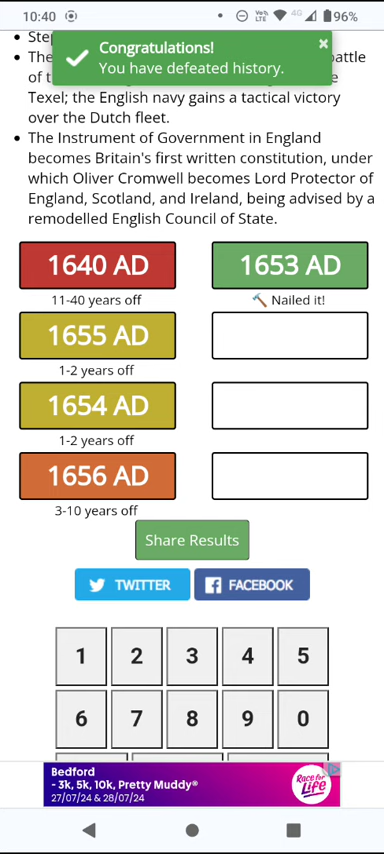 10:40
Vo)) LTE 4G 96%
Step
Congratulations! ×
You have defeated history.
The attle
of t e
Texel; the English navy gains a tactical victory
over the Dutch fleet.
The Instrument of Government in England
becomes Britain's first written constitution, under
which Oliver Cromwell becomes Lord Protector of
England, Scotland, and Ireland, being advised by a
remodelled English Council of State.
1640 AD 1653 AD
11-40 years off 🔨 Nailed it!
1655 AD
1-2 years off
1654 AD
1-2 years off
1656 AD
3-10 years off
Share Results
TWITTER FACEBOOK
1 2 3 4 5
6 7 8 9 0
Bedford
- 3k, 5k, 10k, Pretty Muddy®
27/07/24 & 28/07/24
Race for Life